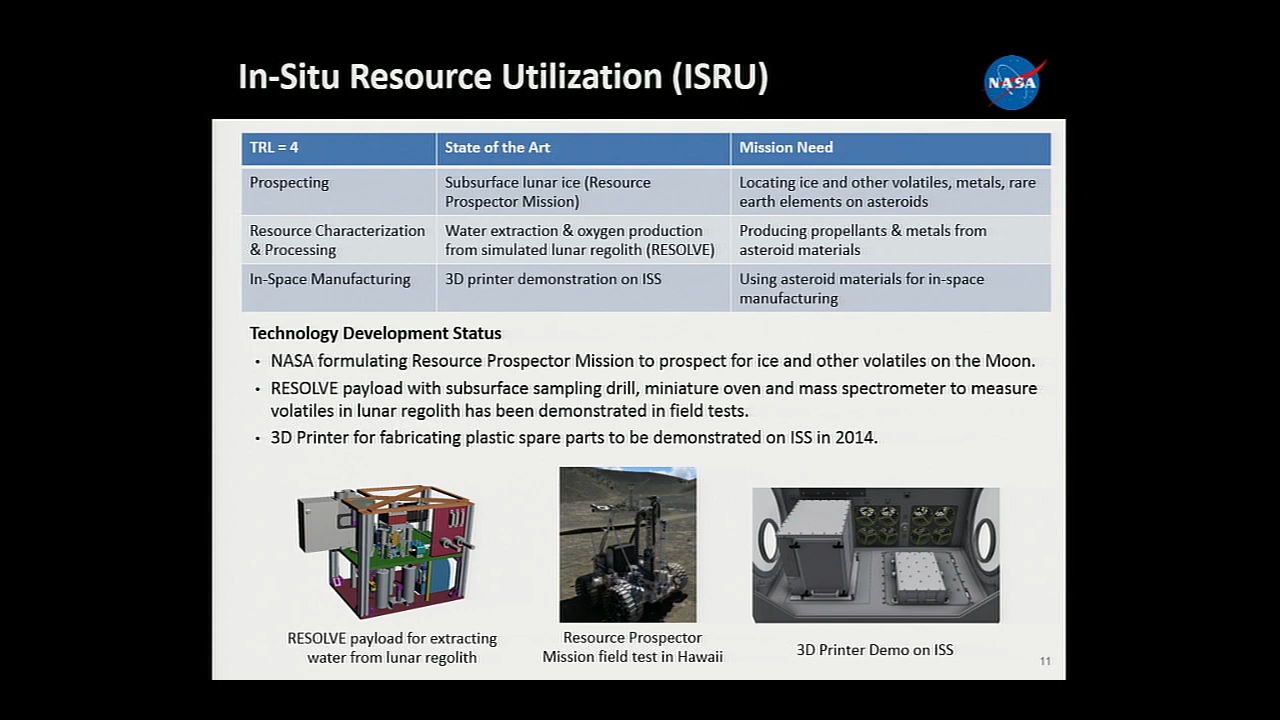 In-Situ Resource Utilization (ISRU)
NASA
TRL = 4
State of the Art
Mission Need
Prospecting
Subsurface lunar ice (Resource
Prospector Mission)
Locating ice and other volatiles, metals, rare
earth elements on asteroids
Resource Characterization
& Processing
Water extraction & oxygen production
from simulated lunar regolith (RESOLVE)
Producing propellants & metals from
asteroid materials
In-Space Manufacturing
3D printer demonstration on ISS
Using asteroid materials for in-space
manufacturing
Technology Development Status
• NASA formulating Resource Prospector Mission to prospect for ice and other volatiles on the Moon.
• RESOLVE payload with subsurface sampling drill, miniature oven and mass spectrometer to measure
volatiles in lunar regolith has been demonstrated in field tests.
• 3D Printer for fabricating plastic spare parts to be demonstrated on ISS in 2014.
RESOLVE payload for extracting
water from lunar regolith
Resource Prospector
Mission field test in Hawaii
3D Printer Demo on ISS
11